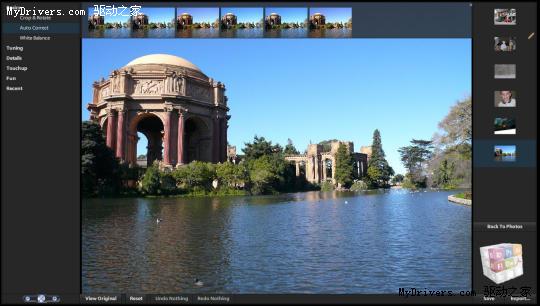 MyDrivers.com 驱动之家
Crop & Rotate
Auto Correct
White Balance
Tuning
Details
Touchup
Fun
Recent
Back To Photos
View Original
Reset
Undo Nothing
Redo Nothing
Save
Export...
MyDrivers.com 驱动之家